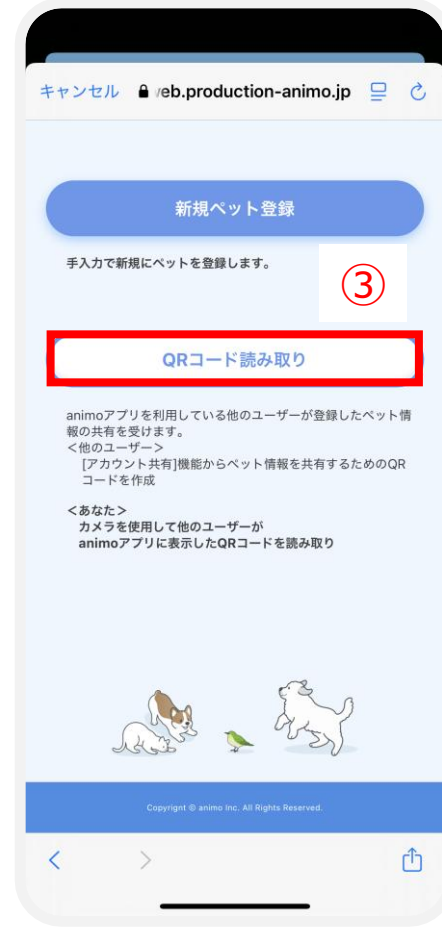 キャンセル
/eb.production-animo.jp
新規ペット登録
手入力で新規にペットを登録します。
③
QRコード読み取り
animoアプリを利用している他のユーザーが登録したペット情
報の共有を受けます。
<他のユーザー>
[アカウント共有]機能からペット情報を共有するためのQR
コードを作成
<あなた>
カメラを使用して他のユーザーが
animoアプリに表示したQRコードを読み取り
Copyrignt © animo Inc. All Rights Reserved.